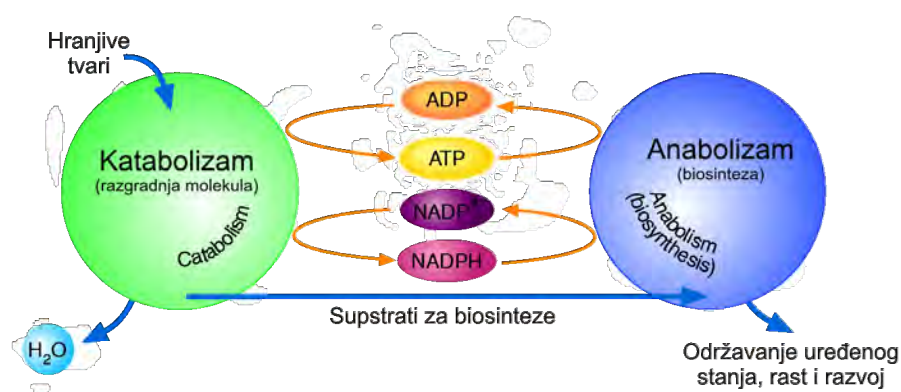 Hranjive
tvari
Katabolizam
(razgradnja molekula)
Catabolism
ADP
ATP
NADP+
NADPH
Anabolizam
(biosinteza)
Anabolism
(biosynthesis)
Supstrati za biosinteze
H₂O
Održavanje uređenog
stanja, rast i razvoj